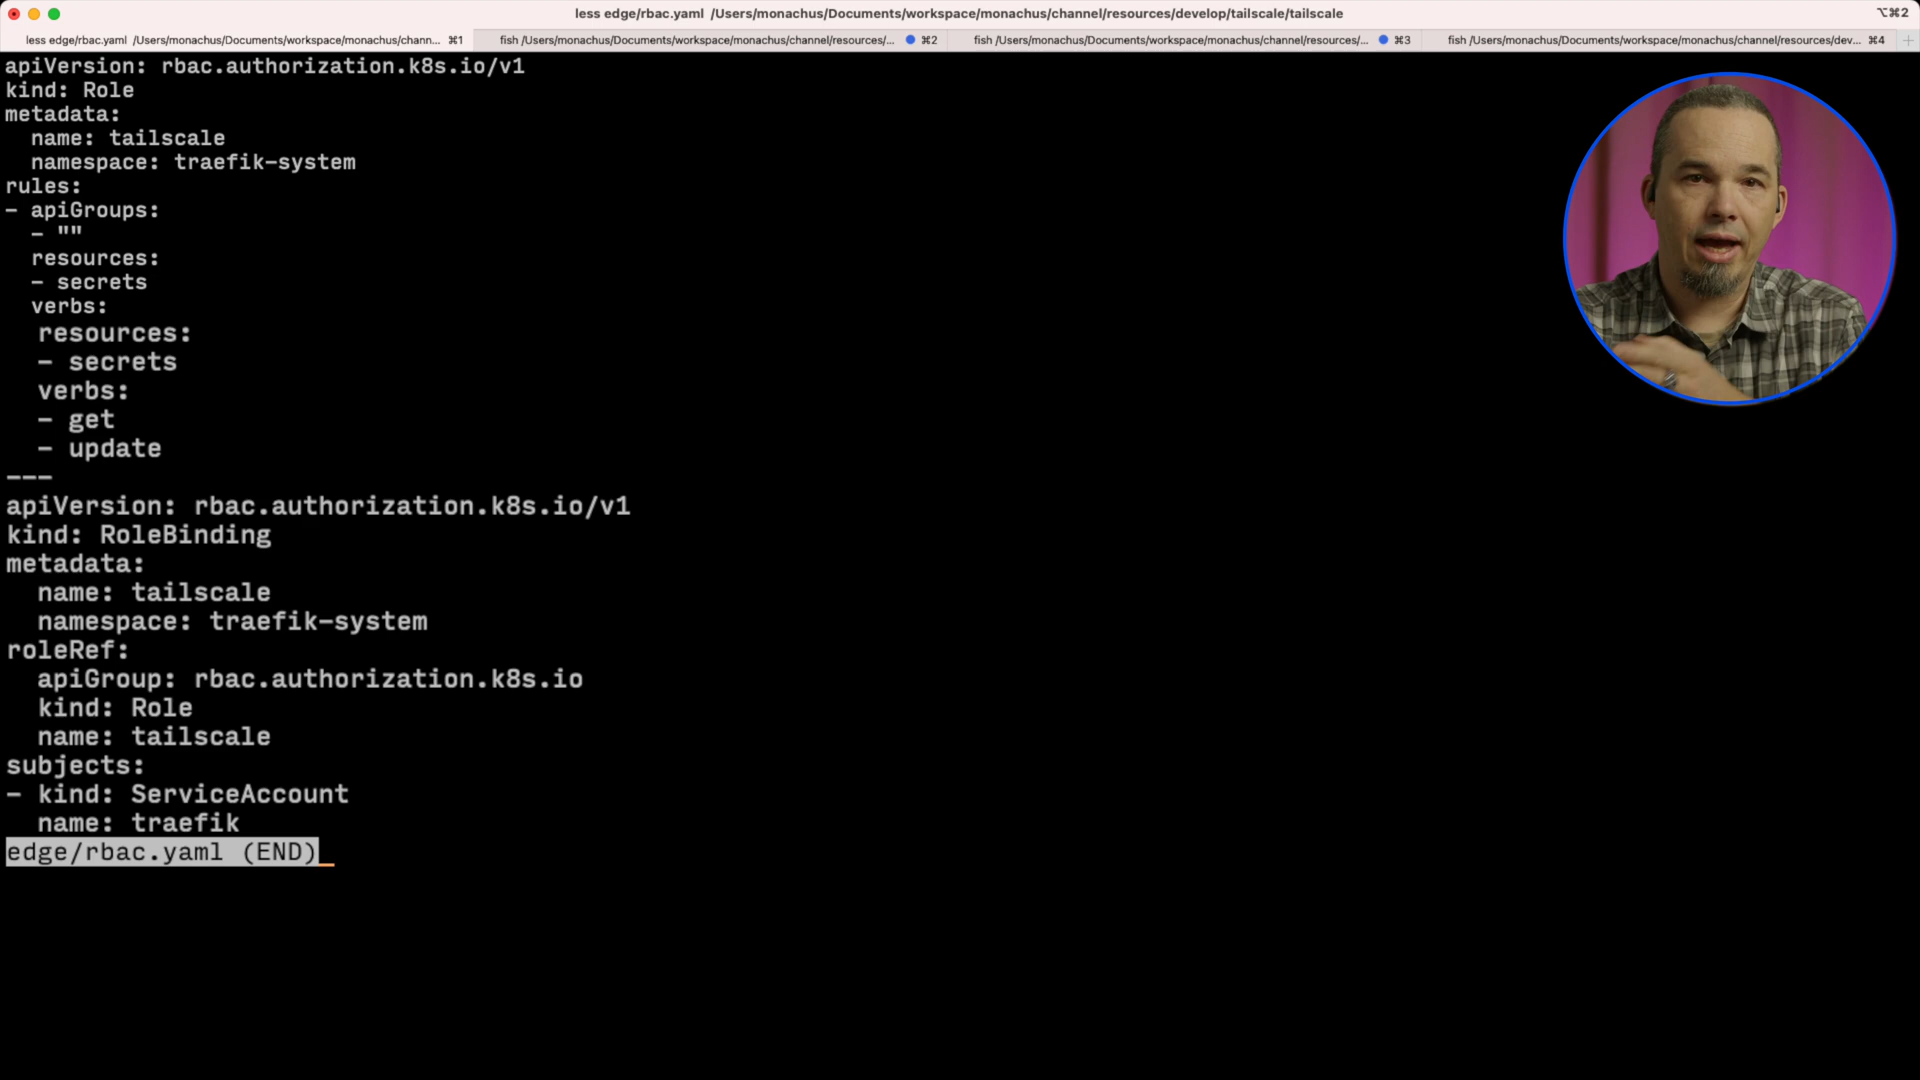 less edge/rbac.yaml /Users/monachus/Documents/workspace/monachus/channel/resources/develop/tailscale/tailscale
⌥⌘2
less edge/rbac.yaml /Users/monachus/Documents/workspace/monachus/chann... ⌘1
fish /Users/monachus/Documents/workspace/monachus/channel/resources/... ⌘2
fish /Users/monachus/Documents/workspace/monachus/channel/resources/... ⌘3
fish /Users/monachus/Documents/workspace/monachus/channel/resources/dev... ⌘4
apiVersion: rbac.authorization.k8s.io/v1
kind: Role
metadata:
  name: tailscale
  namespace: traefik-system
rules:
- apiGroups:
  - ""
  resources:
  - secrets
  verbs:
  resources:
  - secrets
  verbs:
  - get
  - update
---
apiVersion: rbac.authorization.k8s.io/v1
kind: RoleBinding
metadata:
  name: tailscale
  namespace: traefik-system
roleRef:
  apiGroup: rbac.authorization.k8s.io
  kind: Role
  name: tailscale
subjects:
- kind: ServiceAccount
  name: traefik
edge/rbac.yaml (END)